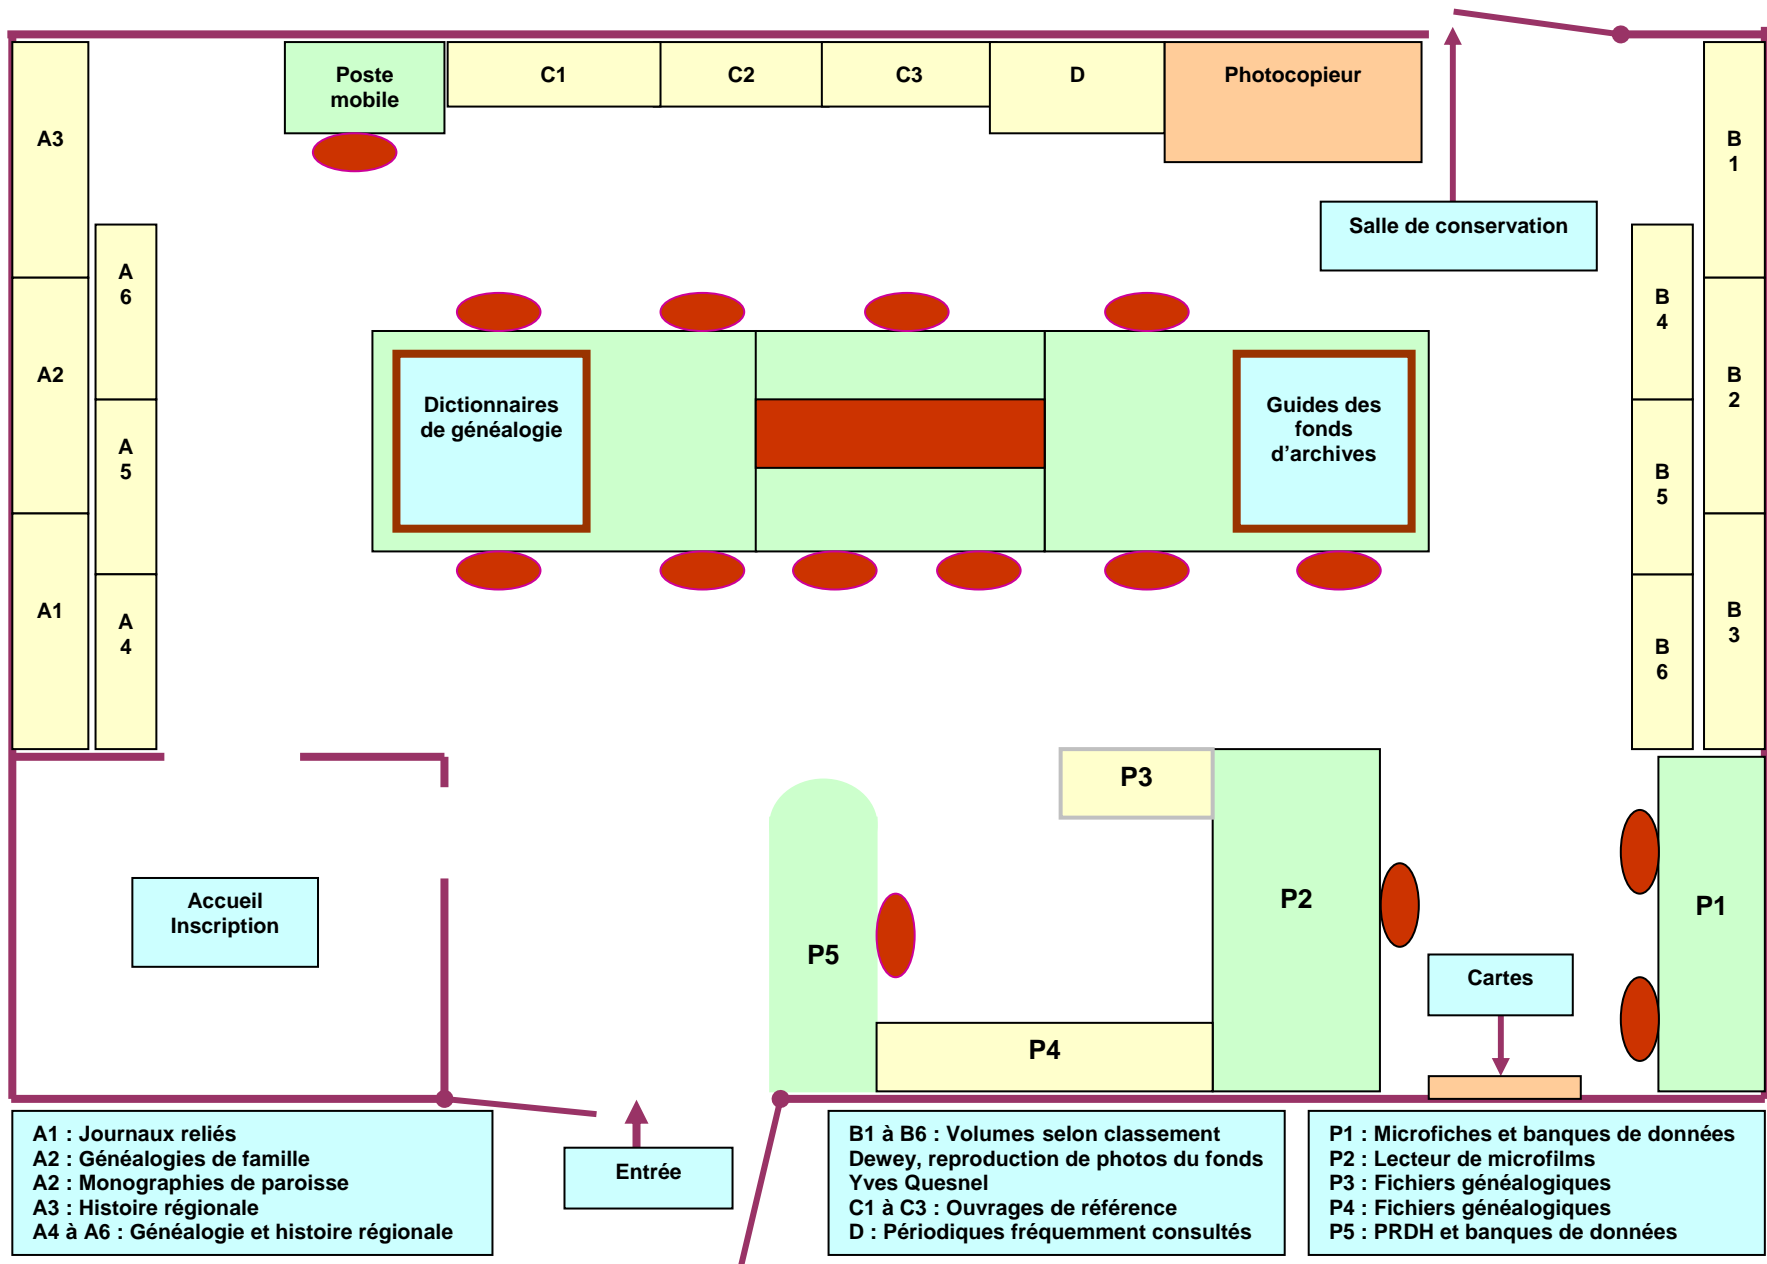 Poste
mobile
C1
C2
C3
D
Photocopieur
A3
B
1
Salle de conservation
A
6
B
4
A2
B
2
Dictionnaires
de généalogie
Guides des
fonds
d'archives
A
5
B
5
A1
A
4
B
3
B
6
P3
Accueil
Inscription
P2
P1
P5
Cartes
P4
A1 : Journaux reliés
A2 : Généalogies de famille
A2 : Monographies de paroisse
A3 : Histoire régionale
A4 à A6 : Généalogie et histoire régionale
Entrée
B1 à B6 : Volumes selon classement
Dewey, reproduction de photos du fonds
Yves Quesnel
C1 à C3 : Ouvrages de référence
D : Périodiques fréquemment consultés
P1 : Microfiches et banques de données
P2 : Lecteur de microfilms
P3 : Fichiers généalogiques
P4 : Fichiers généalogiques
P5 : PRDH et banques de données